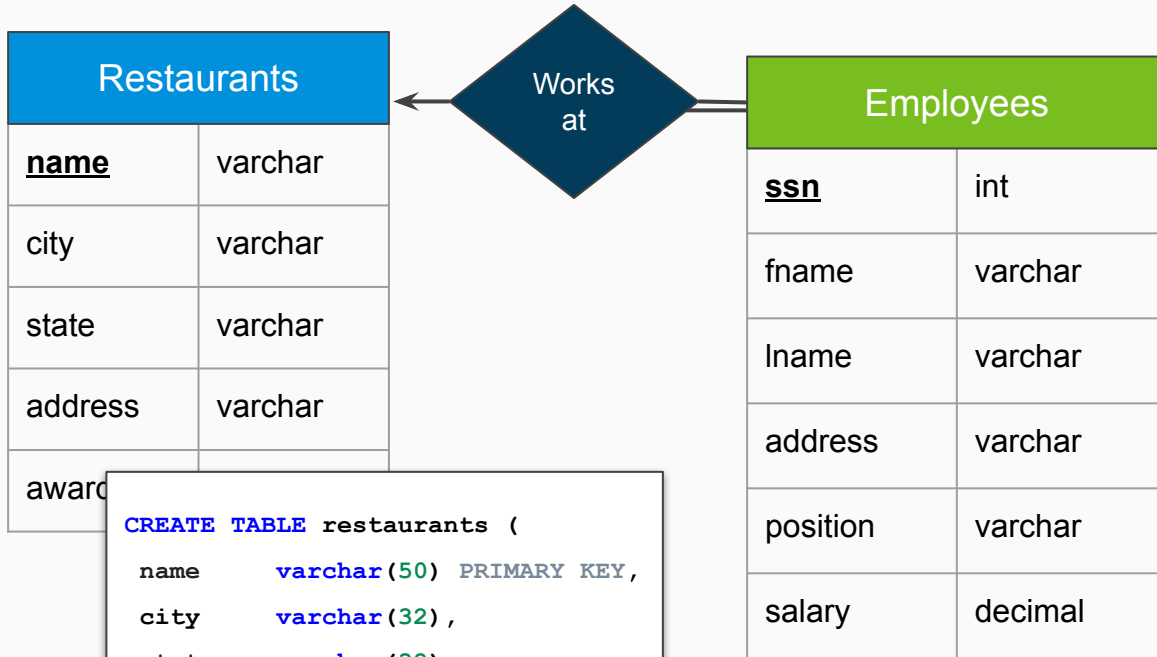 Restaurants
name varchar
city varchar
state varchar
address varchar
Works
at
Employees
ssn int
fname varchar
lname varchar
address varchar
position varchar
salary decimal
CREATE TABLE restaurants (
name varchar(50) PRIMARY KEY,
city varchar(32),